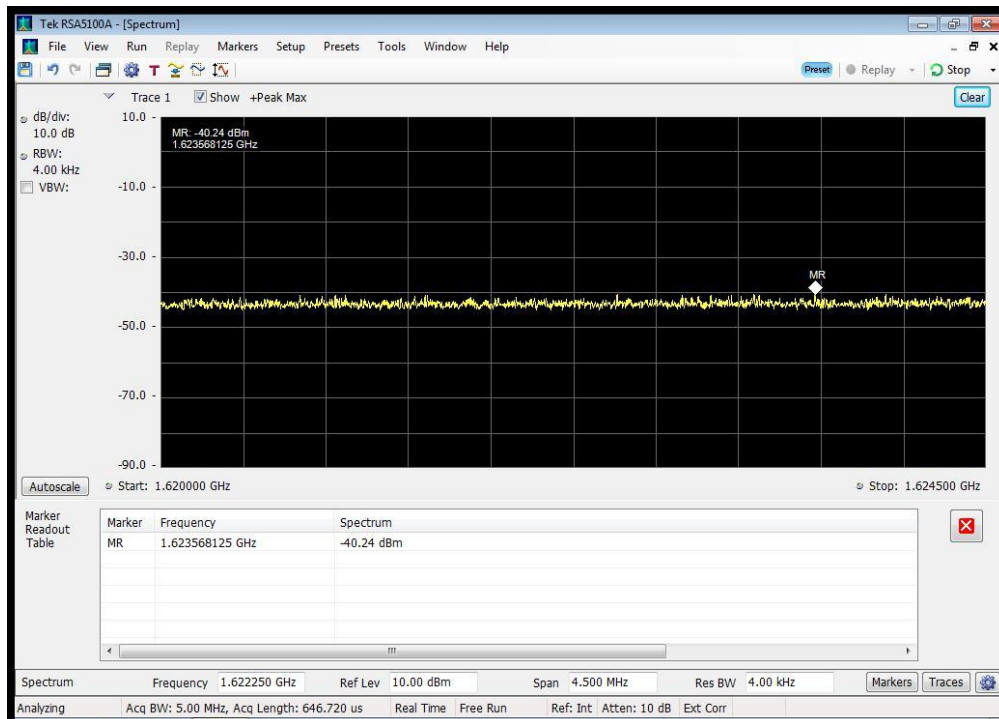 Tek RSA5100A - [Spectrum]
File View Run Replay Markers Setup Presets Tools Window Help
Preset Replay Stop
Trace 1 Show +Peak Max Clear
dB/div: 10.0 dB
RBW: 4.00 kHz
VBW:
10.0
-10.0
-30.0
-50.0
-70.0
-90.0
MR: -40.24 dBm
1.623568125 GHz
MR
Autoscale Start: 1.620000 GHz Stop: 1.624500 GHz
Marker Readout Table
Marker Frequency Spectrum
MR 1.623568125 GHz -40.24 dBm
Spectrum Frequency 1.622250 GHz Ref Lev 10.00 dBm Span 4.500 MHz Res BW 4.00 kHz Markers Traces
Analyzing Acq BW: 5.00 MHz, Acq Length: 646.720 us Real Time Free Run Ref: Int Atten: 10 dB Ext Corr